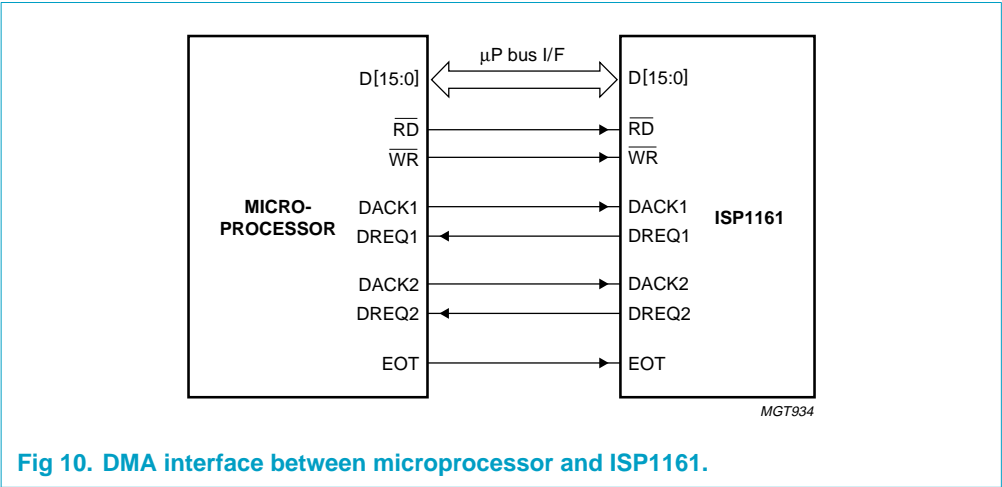 µP bus I/F
D[15:0] D[15:0]
RD RD
WR WR
MICRO-
PROCESSOR
DACK1 DACK1
ISP1161
DREQ1 DREQ1
DACK2 DACK2
DREQ2 DREQ2
EOT EOT
MGT934
Fig 10. DMA interface between microprocessor and ISP1161.